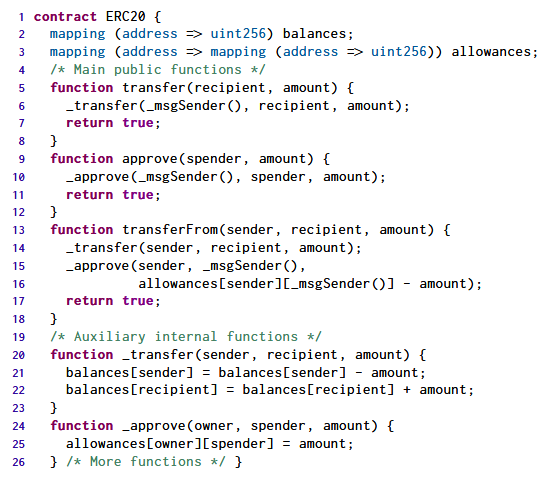 1 contract ERC20 {
2   mapping (address => uint256) balances;
3   mapping (address => mapping (address => uint256)) allowances;
4   /* Main public functions */
5   function transfer(recipient, amount) {
6     _transfer(_msgSender(), recipient, amount);
7     return true;
8   }
9   function approve(spender, amount) {
10     _approve(_msgSender(), spender, amount);
11     return true;
12   }
13   function transferFrom(sender, recipient, amount) {
14     _transfer(sender, recipient, amount);
15     _approve(sender, _msgSender(),
16              allowances[sender][_msgSender()] - amount);
17     return true;
18   }
19   /* Auxiliary internal functions */
20   function _transfer(sender, recipient, amount) {
21     balances[sender] = balances[sender] - amount;
22     balances[recipient] = balances[recipient] + amount;
23   }
24   function _approve(owner, spender, amount) {
25     allowances[owner][spender] = amount;
26   } /* More functions */ }